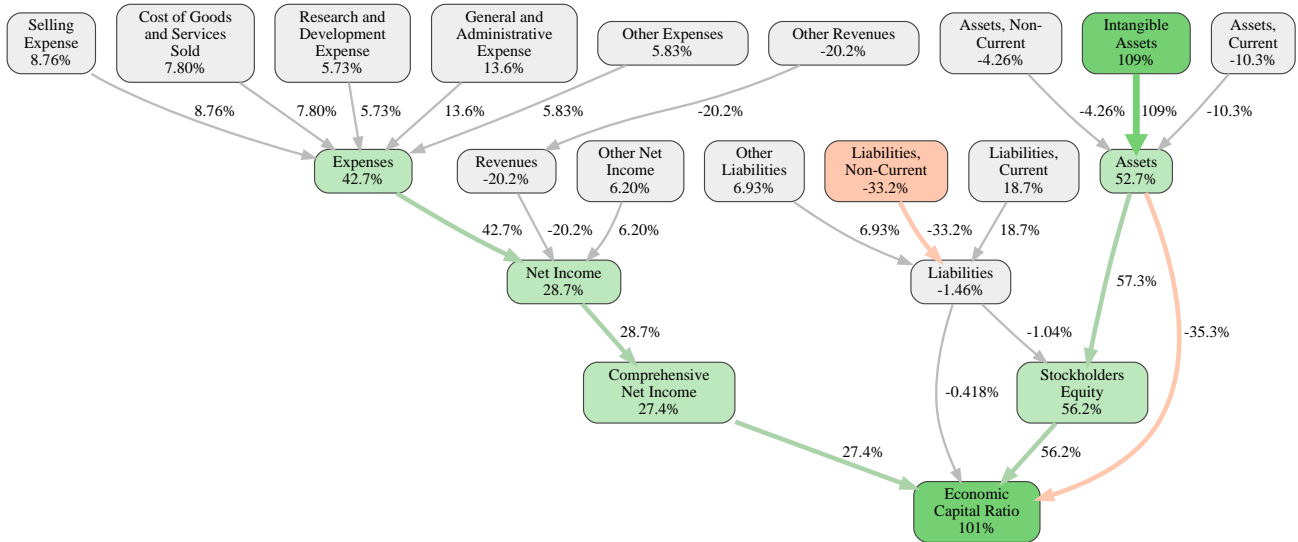 Selling
Expense
8.76%
Cost of Goods
and Services
Sold
7.80%
Research and
Development
Expense
5.73%
General and
Administrative
Expense
13.6%
Other Expenses
5.83%
Other Revenues
-20.2%
Assets, Non-
Current
-4.26%
Intangible
Assets
109%
Assets,
Current
-10.3%
8.76%
7.80%
5.73%
13.6%
5.83%
-20.2%
-4.26%
109%
-10.3%
Expenses
42.7%
Revenues
-20.2%
Other Net
Income
6.20%
Other
Liabilities
6.93%
Liabilities,
Non-Current
-33.2%
Liabilities,
Current
18.7%
Assets
52.7%
42.7%
-20.2%
6.20%
6.93%
-33.2%
18.7%
Net Income
28.7%
Liabilities
-1.46%
57.3%
28.7%
-1.04%
-35.3%
Comprehensive
Net Income
27.4%
-0.418%
Stockholders
Equity
56.2%
27.4%
56.2%
Economic
Capital Ratio
101%